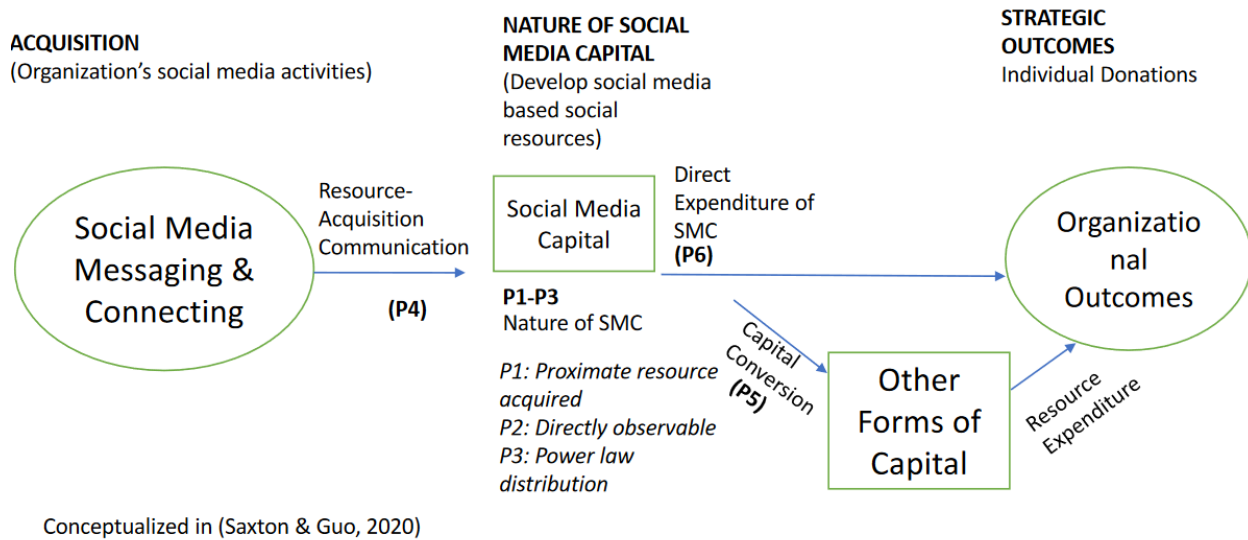 ACQUISITION
(Organization's social media activities)
NATURE OF SOCIAL
MEDIA CAPITAL
(Develop social media
based social
resources)
STRATEGIC
OUTCOMES
Individual Donations
Social Media
Messaging &
Connecting
Resource-
Acquisition
Communication
(P4)
Social Media
Capital
P1-P3
Nature of SMC
P1: Proximate resource
acquired
P2: Directly observable
P3: Power law
distribution
Direct
Expenditure of
SMC
(P6)
Capital
Conversion
(P5)
Other
Forms of
Capital
Resource
Expenditure
Organizatio
nal
Outcomes
Conceptualized in (Saxton & Guo, 2020)